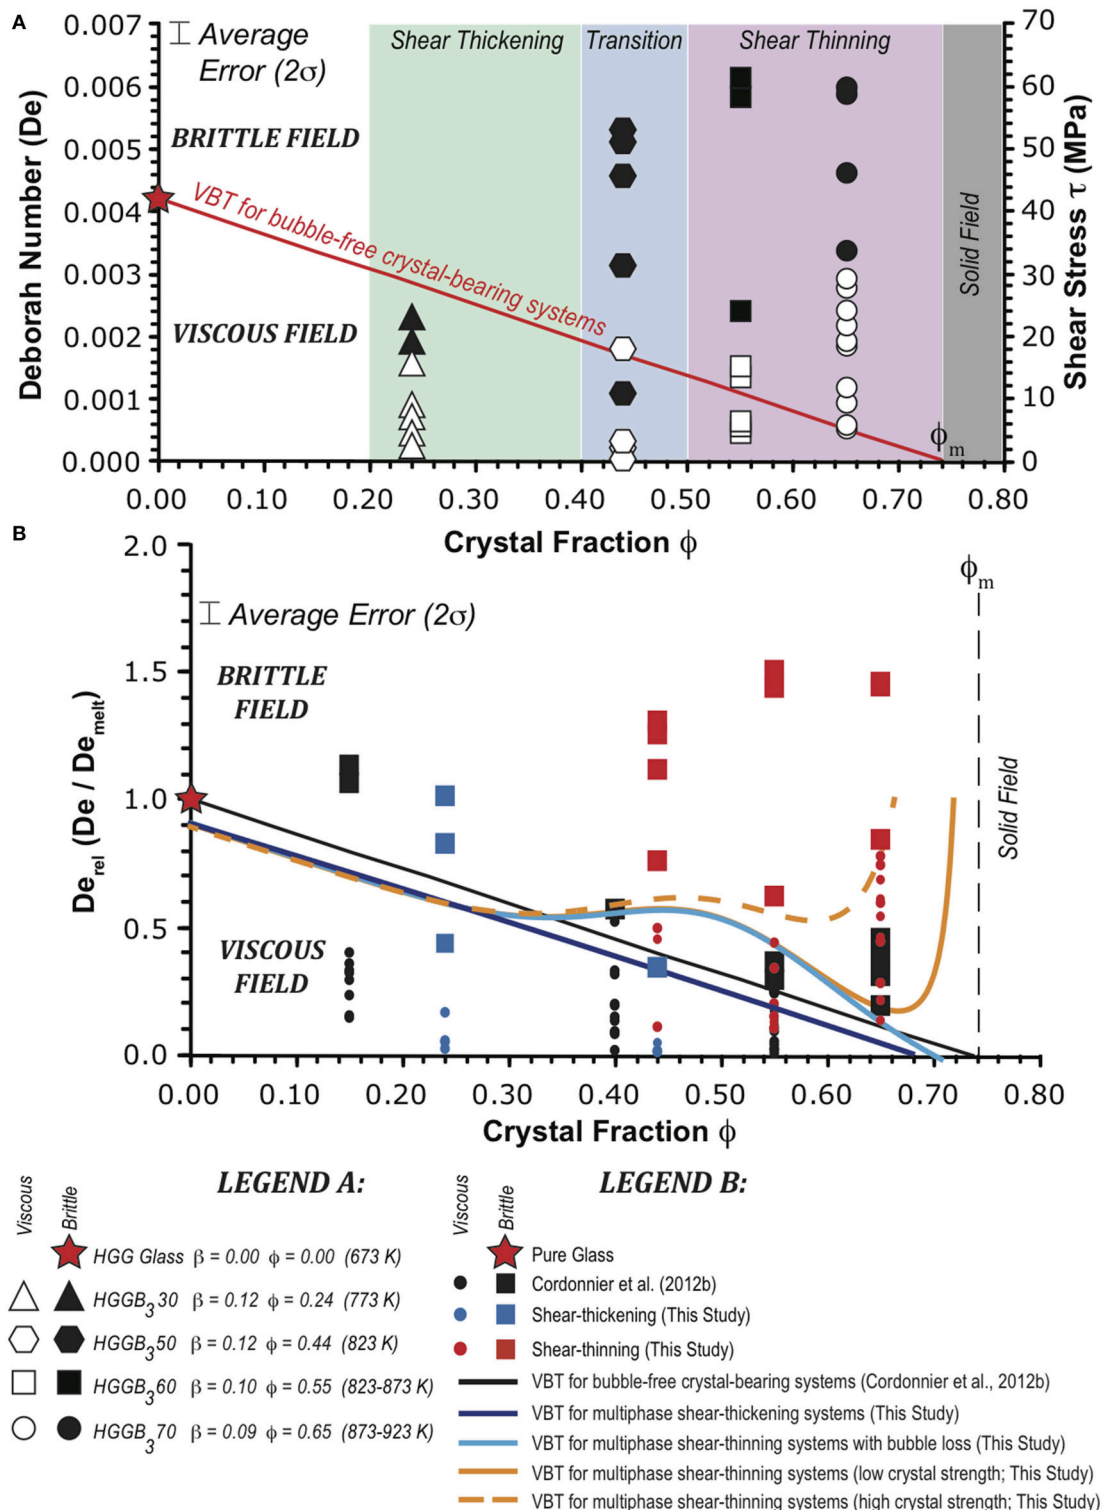 A
Average
Error (2σ)
Shear Thickening
Transition
Shear Thinning
BRITTLE FIELD
VISCOUS FIELD
VBT for bubble-free crystal-bearing systems
Solid Field
ϕm
Deborah Number (De)
0.007
0.006
0.005
0.004
0.003
0.002
0.001
0.000
Shear Stress τ (MPa)
70
60
50
40
30
20
10
0
0.00 0.10 0.20 0.30 0.40 0.50 0.60 0.70 0.80
Crystal Fraction ϕ
B
Average Error (2σ)
BRITTLE
FIELD
VISCOUS
FIELD
ϕm
Solid Field
Derel (De / Demelt)
2.0
1.5
1.0
0.5
0.0
0.00 0.10 0.20 0.30 0.40 0.50 0.60 0.70 0.80
Crystal Fraction ϕ
LEGEND A:
Viscous
Brittle
HGG Glass β = 0.00 ϕ = 0.00 (673 K)
HGGB330 β = 0.12 ϕ = 0.24 (773 K)
HGGB350 β = 0.12 ϕ = 0.44 (823 K)
HGGB360 β = 0.10 ϕ = 0.55 (823-873 K)
HGGB370 β = 0.09 ϕ = 0.65 (873-923 K)
LEGEND B:
Viscous
Brittle
Pure Glass
Cordonnier et al. (2012b)
Shear-thickening (This Study)
Shear-thinning (This Study)
VBT for bubble-free crystal-bearing systems (Cordonnier et al., 2012b)
VBT for multiphase shear-thickening systems (This Study)
VBT for multiphase shear-thinning systems with bubble loss (This Study)
VBT for multiphase shear-thinning systems (low crystal strength; This Study)
VBT for multiphase shear-thinning systems (high crystal strength; This Study)